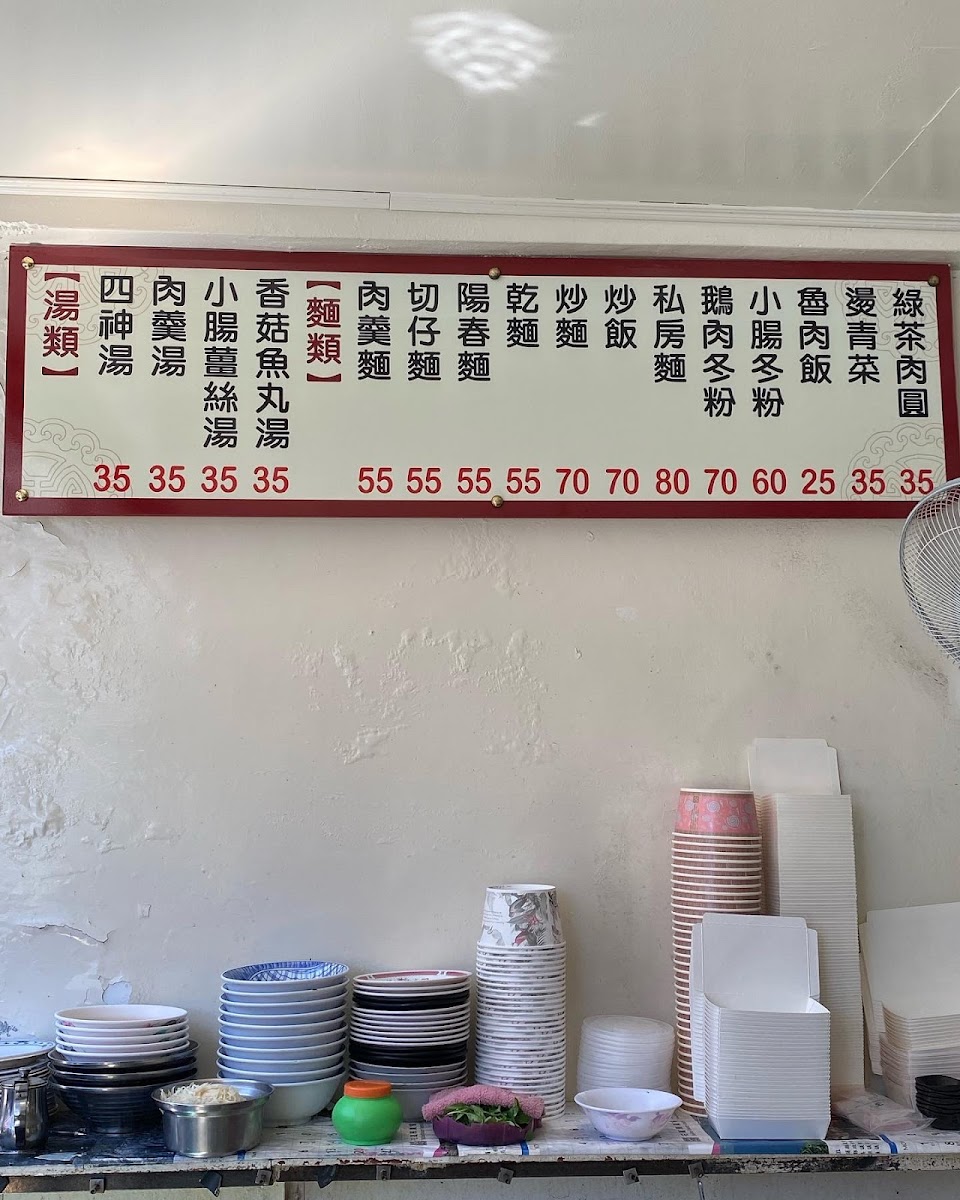 【湯類】
四神湯 35
肉羹湯 35
小腸薑絲湯 35
香菇魚丸湯 35
【麵類】
肉羹麵 55
切仔麵 55
陽春麵 55
乾麵 55
炒麵 70
炒飯 70
私房麵 80
鵝肉冬粉 70
小腸冬粉 60
魯肉飯 25
燙青菜 35
綠茶肉圓 35